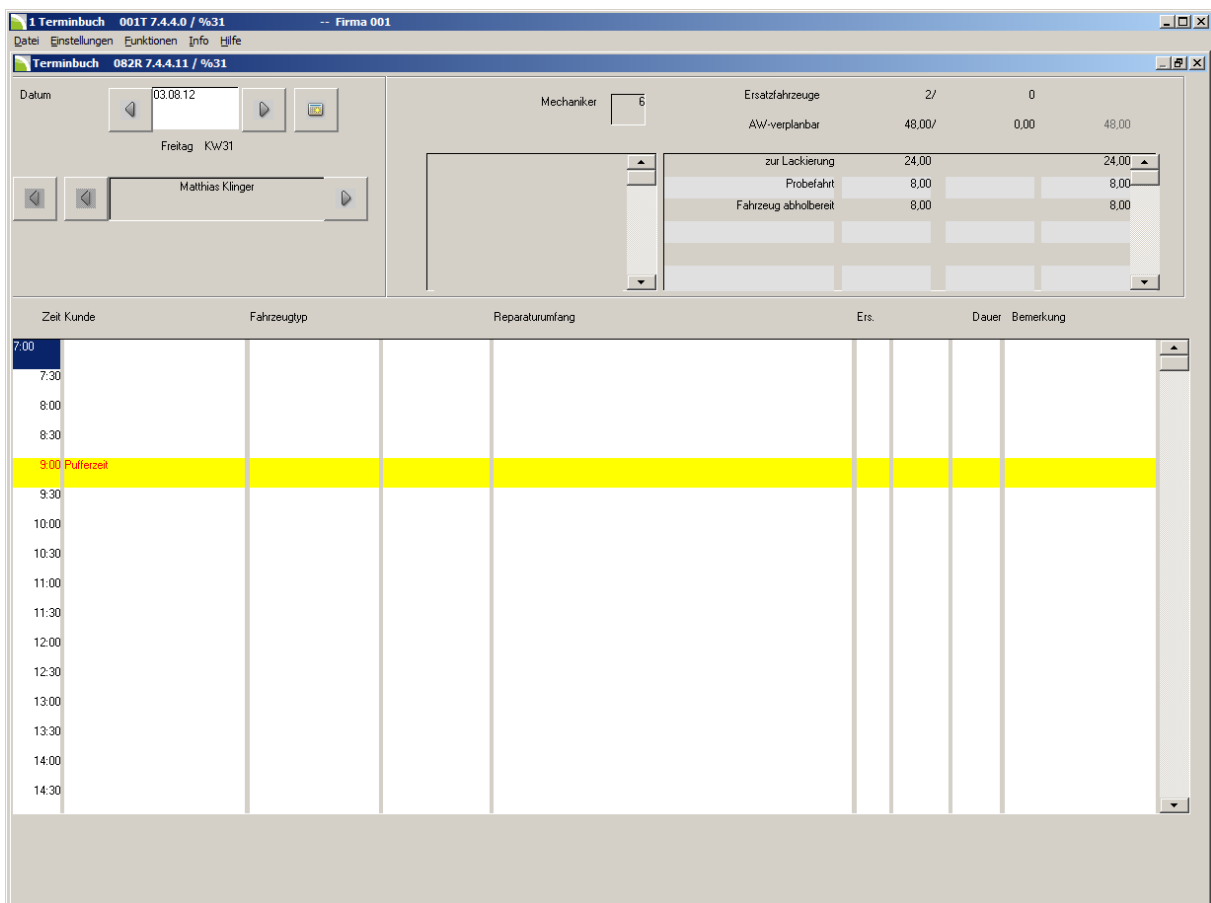 1 Terminbuch 001T 7.4.4.0 / %31 -- Firma 001
Datei Einstellungen Funktionen Info Hilfe
Terminbuch 082R 7.4.4.11 / %31
Datum 03.08.12
Freitag KW31
Matthias Klinger
Mechaniker 6
Ersatzfahrzeuge 2/ 0
AW-verplanbar 48,00/ 0,00 48,00
zur Lackierung 24,00 24,00
Probefahrt 8,00 8,00
Fahrzeug abholbereit 8,00 8,00
Zeit Kunde Fahrzeugtyp Reparaturumfang Ers. Dauer Bemerkung
7:00
7:30
8:00
8:30
9:00 Pufferzeit
9:30
10:00
10:30
11:00
11:30
12:00
12:30
13:00
13:30
14:00
14:30